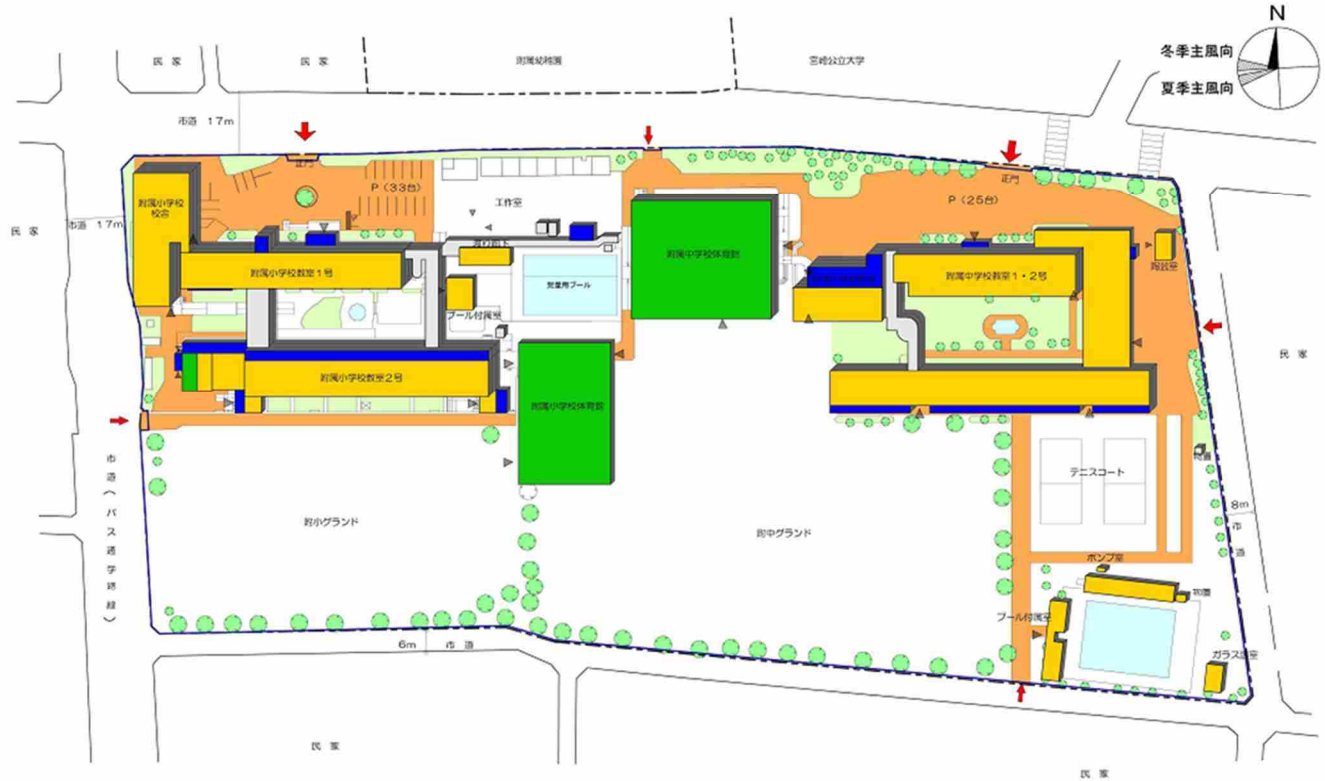 N
冬季主風向
夏季主風向
民 家
民 家
附属幼稚園
宮崎公立大学
市道 17m
正門
P (33台)
工作室
正門
P (25台)
附属小学校
校舎
市道 17m
民 家
附属小学校教室1号
附属中学校体育館
附属中学校教室1・2号
陶芸室
児童用プール
プール付属室
民 家
附属小学校教室2号
附属小学校体育館
市道(バス通学路線)
テニスコート
物置
8m
市 道
附小グランド
附中グランド
ポンプ室
物置
プール付属室
ガラス温室
6m 市 道
民 家
民 家